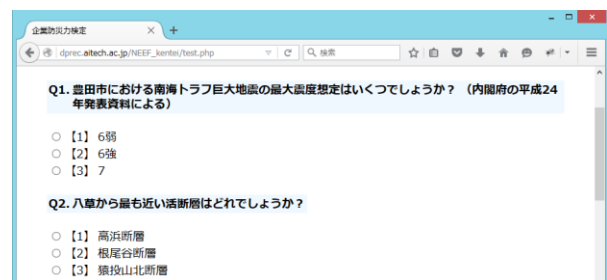 企業防災力検定
dprec.aitech.ac.jp/NEEF_kentei/test.php
検索
Q1. 豊田市における南海トラフ巨大地震の最大震度想定はいくつでしょうか？ （内閣府の平成24
年発表資料による）
【1】 6弱
【2】 6強
【3】 7
Q2. 八草から最も近い活断層はどれでしょうか？
【1】 高浜断層
【2】 根尾谷断層
【3】 猿投山北断層